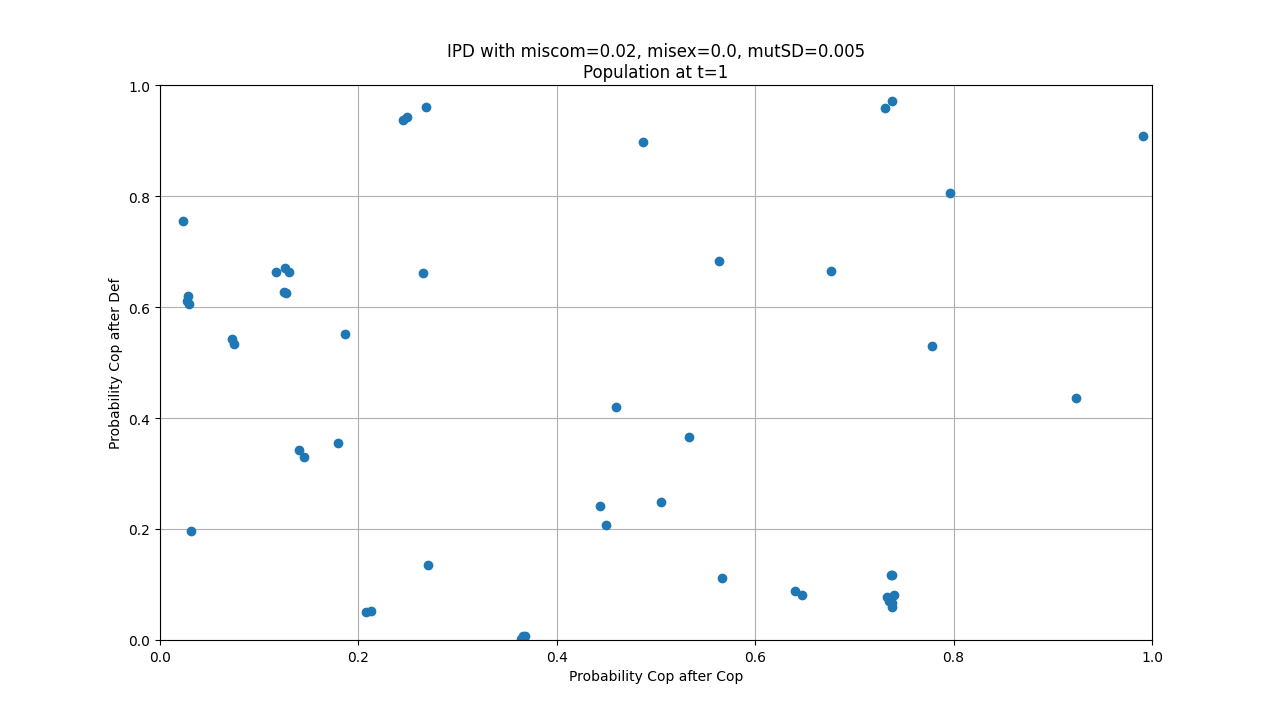 IPD with miscom=0.02, misex=0.0, mutSD=0.005
Population at t=1
1.0
0.8
0.6
0.4
0.2
0.0
Probability Cop after Def
0.0 0.2 0.4 0.6 0.8 1.0
Probability Cop after Cop